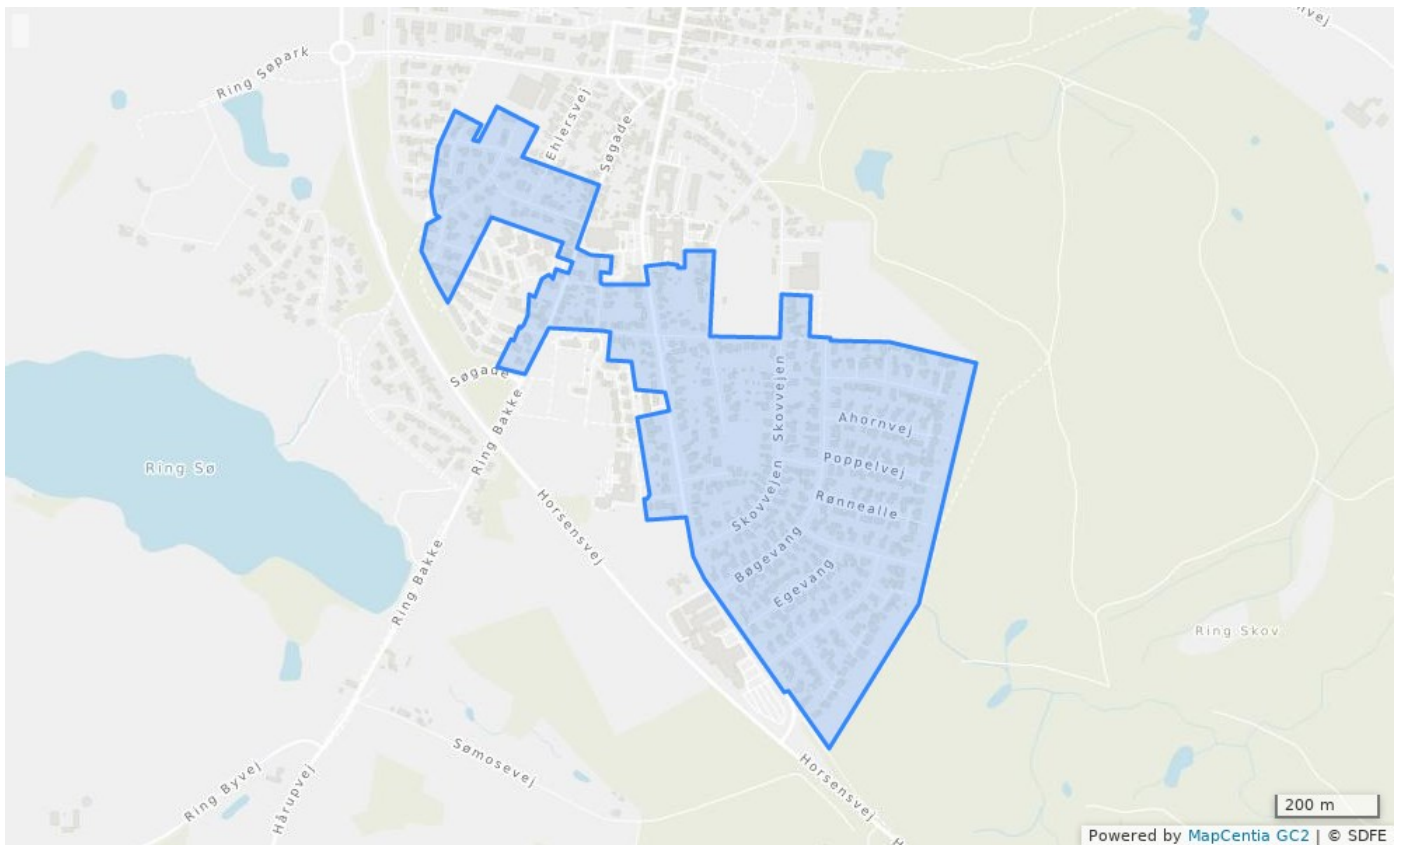 Ring Søpark
Ehlersvej
Søgade
Søgade
Ring Bakke
Ring Sø
Skovvejen
Ahornvej
Poppelvej
Skovvejen
Rønnealle
Horsensvej
Bøgevang
Egevang
Ring Bakke
Ring Skov
Sømosevej
Ring Byvej
Hårupvej
Horsensvej
200 m
Powered by MapCentia GC2 | © SDFE